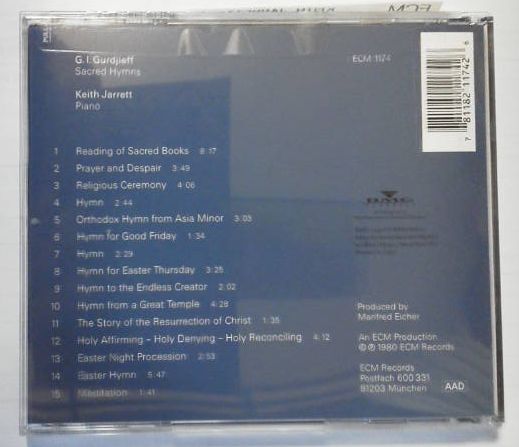 ECM
G. I. Gurdjieff
Sacred Hymns
ECM 1174
Keith Jarrett
Piano
7 81182 11742 6
1 Reading of Sacred Books 8:17
2 Prayer and Despair 3:49
3 Religious Ceremony 4:06
4 Hymn 2:44
5 Orthodox Hymn from Asia Minor 3:03
6 Hymn for Good Friday 1:34
7 Hymn 2:29
8 Hymn for Easter Thursday 3:25
9 Hymn to the Endless Creator 2:02
10 Hymn from a Great Temple 4:28
11 The Story of the Resurrection of Christ 1:35
12 Holy Affirming – Holy Denying – Holy Reconciling 4:12
13 Easter Night Procession 2:53
14 Easter Hymn 5:47
15 Meditation 1:41
BMG
Produced by
Manfred Eicher
An ECM Production
℗ © 1980 ECM Records
ECM Records
Postfach 600 331
81203 München
AAD